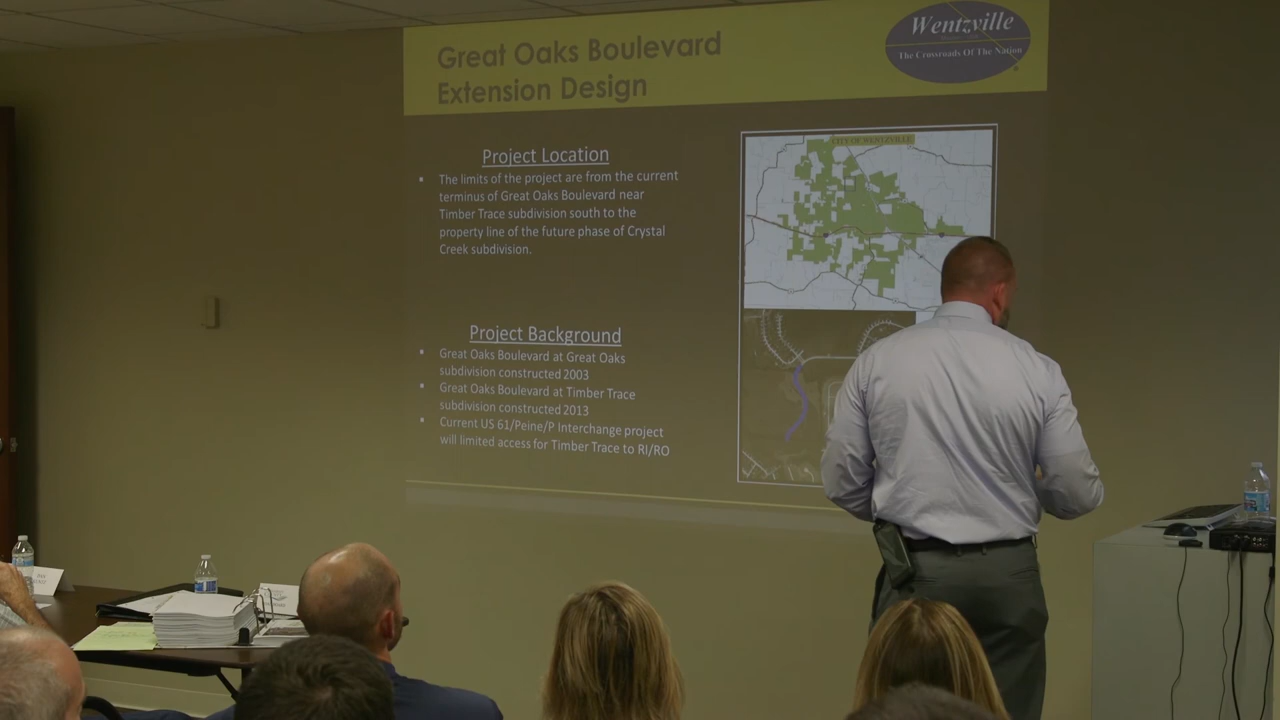 Great Oaks Boulevard
Extension Design
Wentzville
The Crossroads Of The Nation
Project Location
▪ The limits of the project are from the current
terminus of Great Oaks Boulevard near
Timber Trace subdivision south to the
property line of the future phase of Crystal
Creek subdivision.
CITY OF WENTZVILLE
Project Background
▪ Great Oaks Boulevard at Great Oaks
subdivision constructed 2003
▪ Great Oaks Boulevard at Timber Trace
subdivision constructed 2013
▪ Current US 61/Peine/P Interchange project
will limited access for Timber Trace to RI/RO